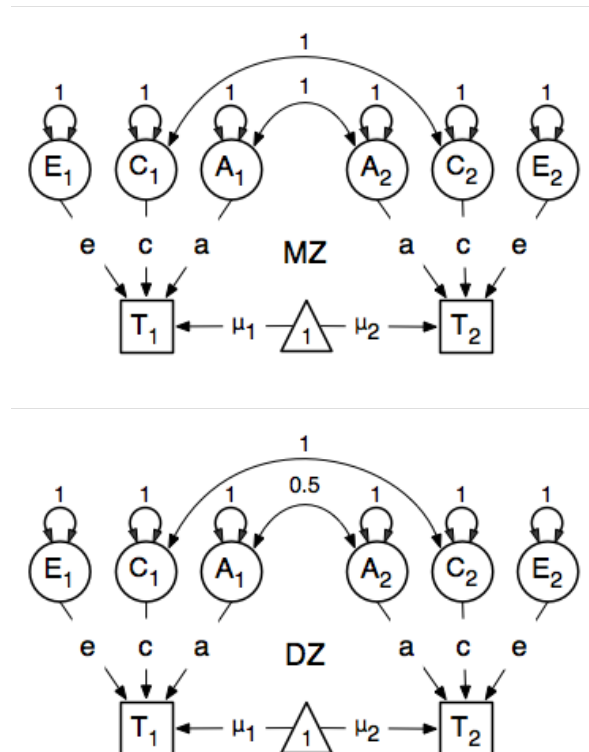 1
1
1 1 1 1 1 1
E1 C1 A1 A2 C2 E2
e c a a c e
MZ
T1 μ1 1 μ2 T2
1
0.5
1 1 1 1 1 1
E1 C1 A1 A2 C2 E2
e c a a c e
DZ
T1 μ1 1 μ2 T2